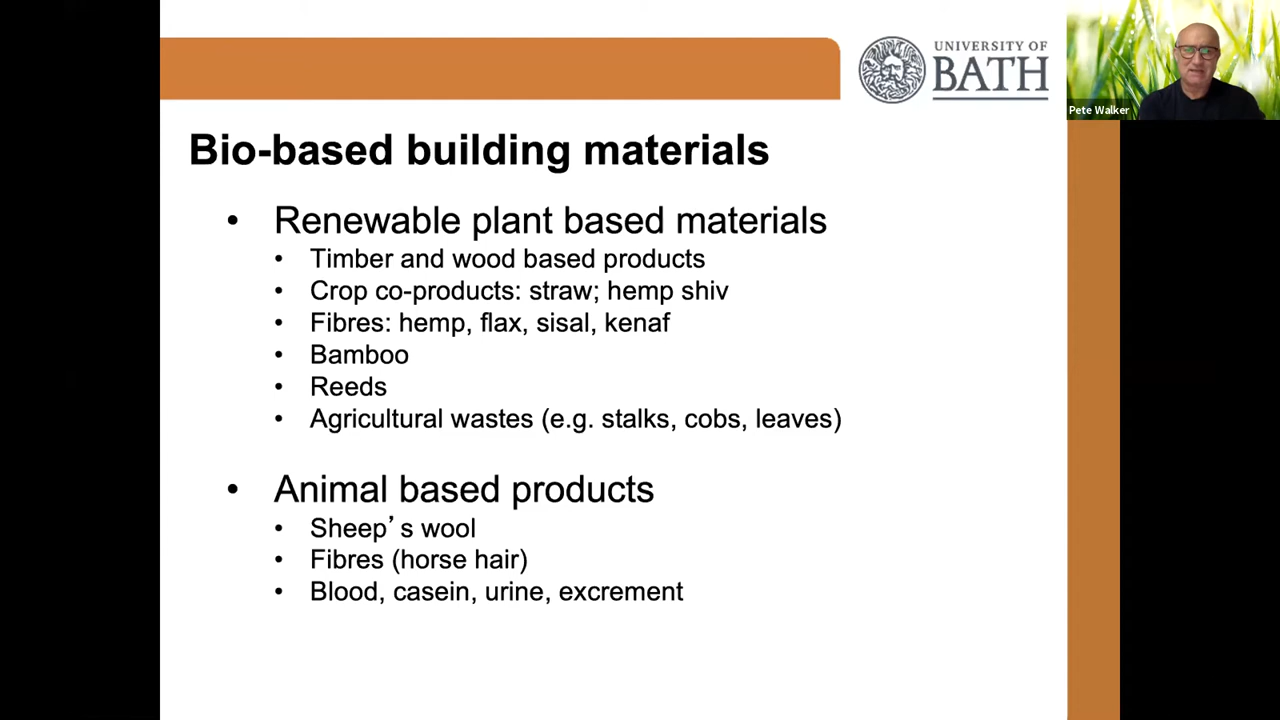 UNIVERSITY OF
BATH
Pete Walker
Bio-based building materials
• Renewable plant based materials
• Timber and wood based products
• Crop co-products: straw; hemp shiv
• Fibres: hemp, flax, sisal, kenaf
• Bamboo
• Reeds
• Agricultural wastes (e.g. stalks, cobs, leaves)
• Animal based products
• Sheep’s wool
• Fibres (horse hair)
• Blood, casein, urine, excrement